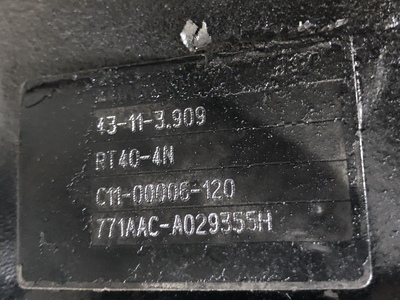 43-11-3.909
RT40-4N
C11-00006-120
771AAC-A029355H